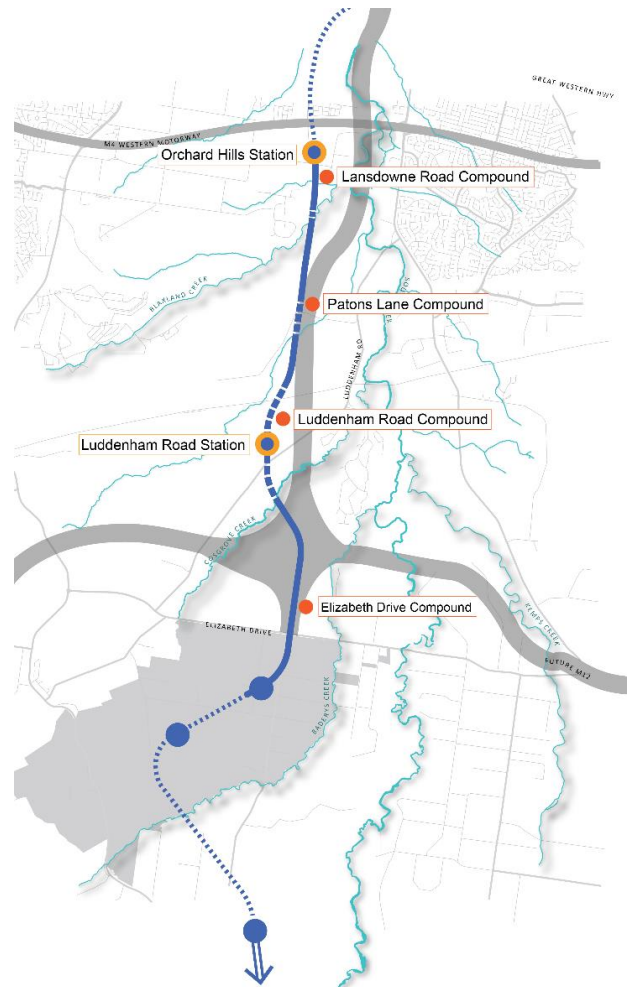 GREAT WESTERN HWY
M4 WESTERN MOTORWAY
Orchard Hills Station
Lansdowne Road Compound
BLAXLAND CREEK
Patons Lane Compound
LUDDENHAM RD
Luddenham Road Compound
Luddenham Road Station
COSGROVE CREEK
Elizabeth Drive Compound
KEMPS CREEK
ELIZABETH DRIVE
FUTURE M12
BADERYS CREEK